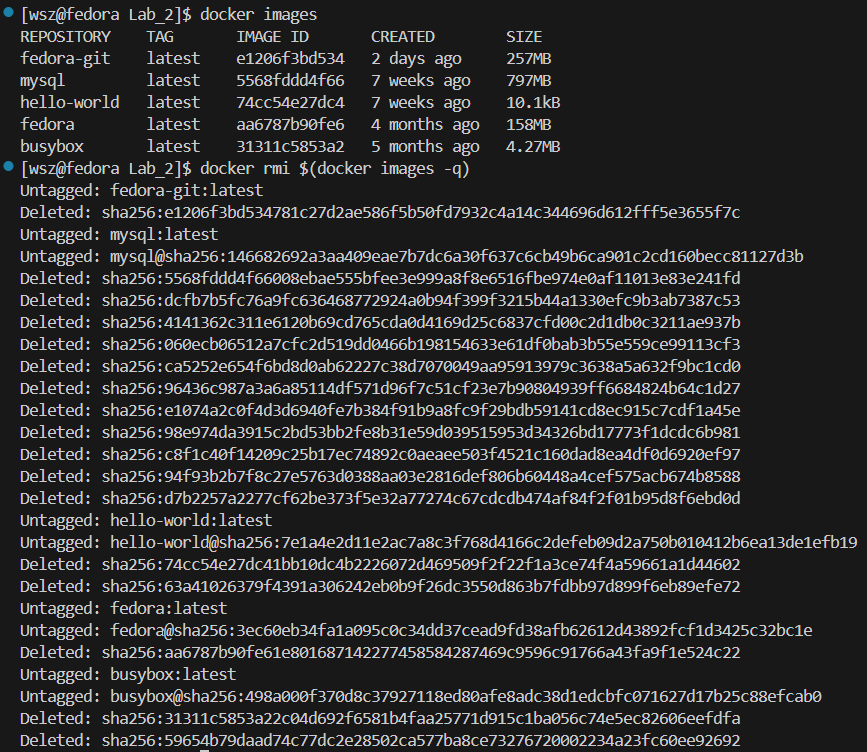 [wsz@fedora Lab_2]$ docker images
REPOSITORY TAG IMAGE ID CREATED SIZE
fedora-git latest e1206f3bd534 2 days ago 257MB
mysql latest 5568fddd4f66 7 weeks ago 797MB
hello-world latest 74cc54e27dc4 7 weeks ago 10.1kB
fedora latest aa6787b90fe6 4 months ago 158MB
busybox latest 31311c5853a2 5 months ago 4.27MB
[wsz@fedora Lab_2]$ docker rmi $(docker images -q)
Untagged: fedora-git:latest
Deleted: sha256:e1206f3bd534781c27d2ae586f5b50fd7932c4a14c344696d612fff5e3655f7c
Untagged: mysql:latest
Untagged: mysql@sha256:146682692a3aa409eae7b7dc6a30f637c6cb49b6ca901c2cd160becc81127d3b
Deleted: sha256:5568fddd4f66008ebae555bfee3e999a8f8e6516fbe974e0af11013e83e241fd
Deleted: sha256:dcfb7b5fc76a9fc636468772924a0b94f399f3215b44a1330efc9b3ab7387c53
Deleted: sha256:4141362c311e6120b69cd765cda0d4169d25c6837cfd00c2d1db0c3211ae937b
Deleted: sha256:060ecb06512a7cfc2d519dd0466b198154633e61df0bab3b55e559ce99113cf3
Deleted: sha256:ca5252e654f6bd8d0ab62227c38d7070049aa95913979c3638a5a632f9bc1cd0
Deleted: sha256:96436c987a3a6a85114df571d96f7c51cf23e7b90804939ff6684824b64c1d27
Deleted: sha256:e1074a2c0f4d3d6940fe7b384f91b9a8fc9f29bdb59141cd8ec915c7cdf1a45e
Deleted: sha256:98e974da3915c2bd53bb2fe8b31e59d039515953d34326bd17773f1dcdc6b981
Deleted: sha256:c8f1c40f14209c25b17ec74892c0aeaee503f4521c160dad8ea4df0d6920ef97
Deleted: sha256:94f93b2b7f8c27e5763d0388aa03e2816def806b60448a4cef575acb674b8588
Deleted: sha256:d7b2257a2277cf62be373f5e32a77274c67cdcdb474af84f2f01b95d8f6ebd0d
Untagged: hello-world:latest
Untagged: hello-world@sha256:7e1a4e2d11e2ac7a8c3f768d4166c2defeb09d2a750b010412b6ea13de1efb19
Deleted: sha256:74cc54e27dc41bb10dc4b2226072d469509f2f22f1a3ce74f4a59661a1d44602
Deleted: sha256:63a41026379f4391a306242eb0b9f26dc3550d863b7fdbb97d899f6eb89efe72
Untagged: fedora:latest
Untagged: fedora@sha256:3ec60eb34fa1a095c0c34dd37cead9fd38afb62612d43892fcf1d3425c32bc1e
Deleted: sha256:aa6787b90fe61e801687142277458584287469c9596c91766a43fa9f1e524c22
Untagged: busybox:latest
Untagged: busybox@sha256:498a000f370d8c37927118ed80afe8adc38d1edcbfc071627d17b25c88efcab0
Deleted: sha256:31311c5853a22c04d692f6581b4faa25771d915c1ba056c74e5ec82606eefdfa
Deleted: sha256:59654b79daad74c77dc2e28502ca577ba8ce73276720002234a23fc60ee92692